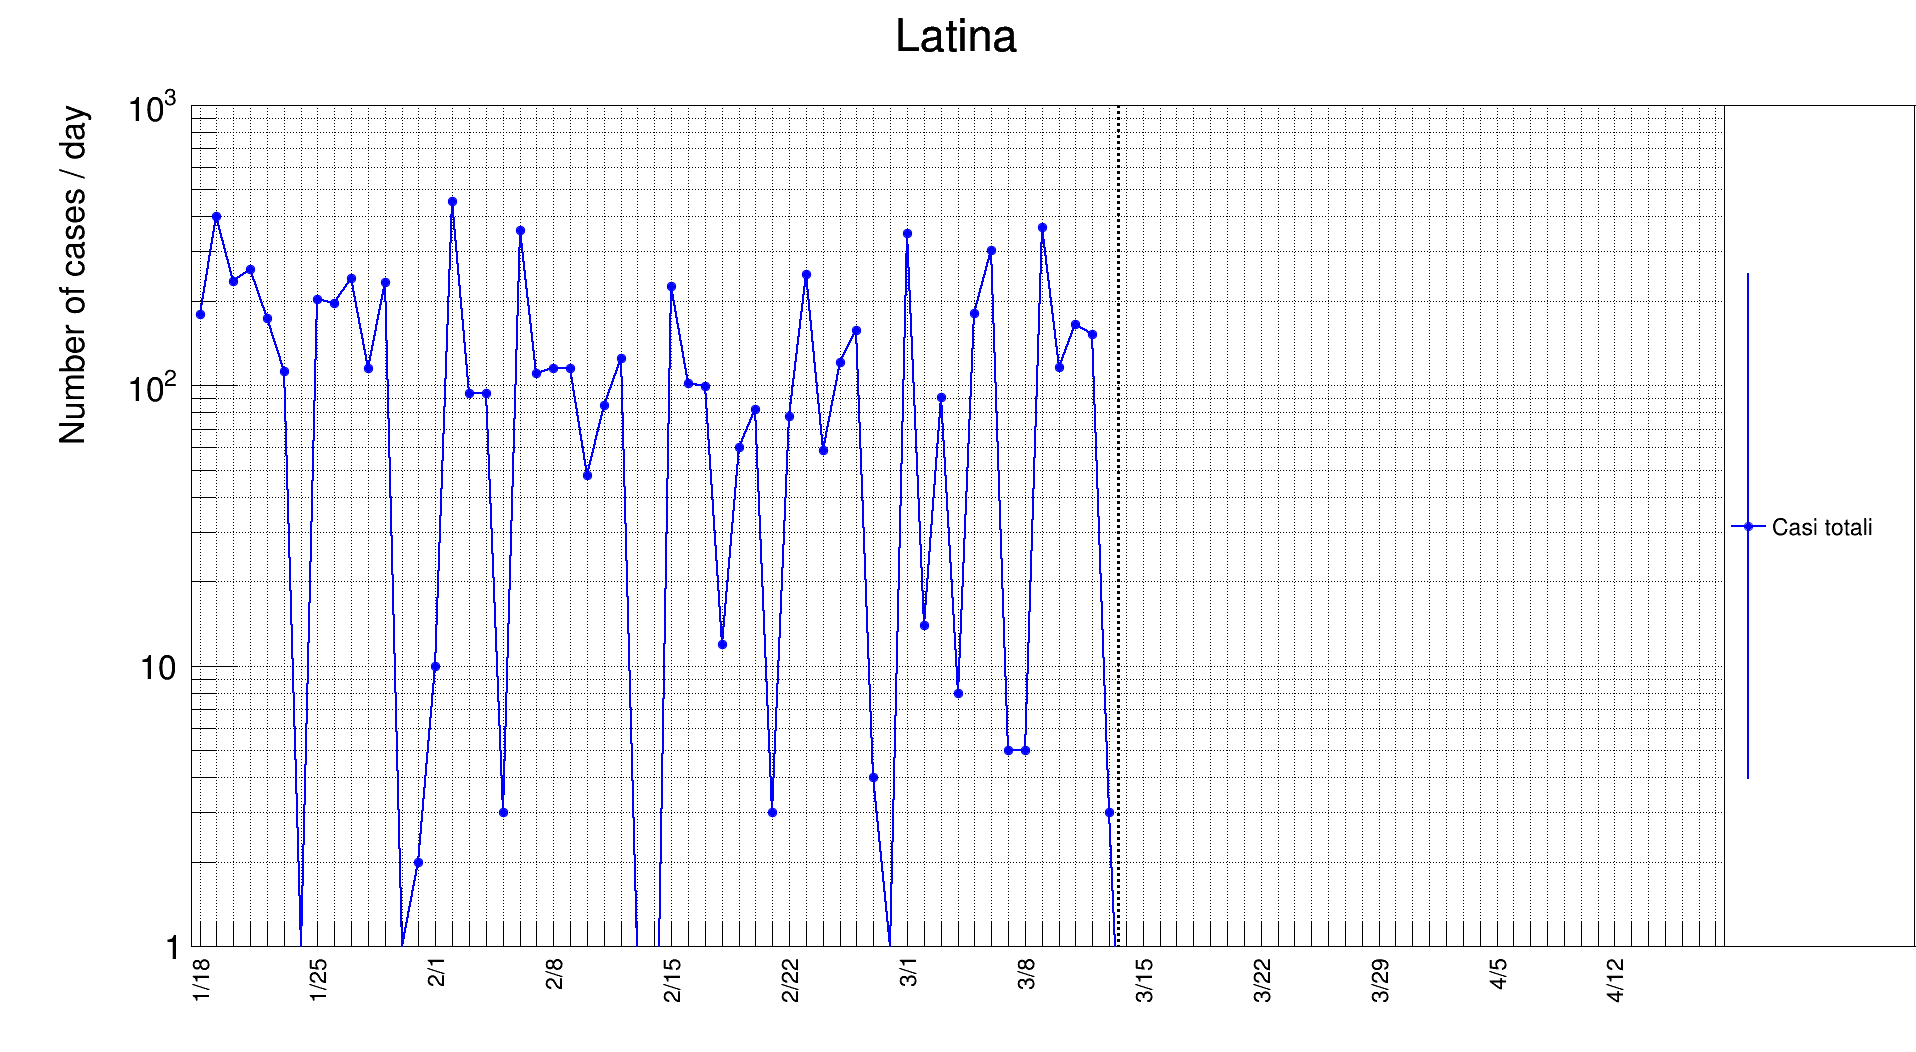 Latina
Number of cases / day
10³
10²
10
1
1/18 1/25 2/1 2/8 2/15 2/22 3/1 3/8 3/15 3/22 3/29 4/5 4/12
Casi totali